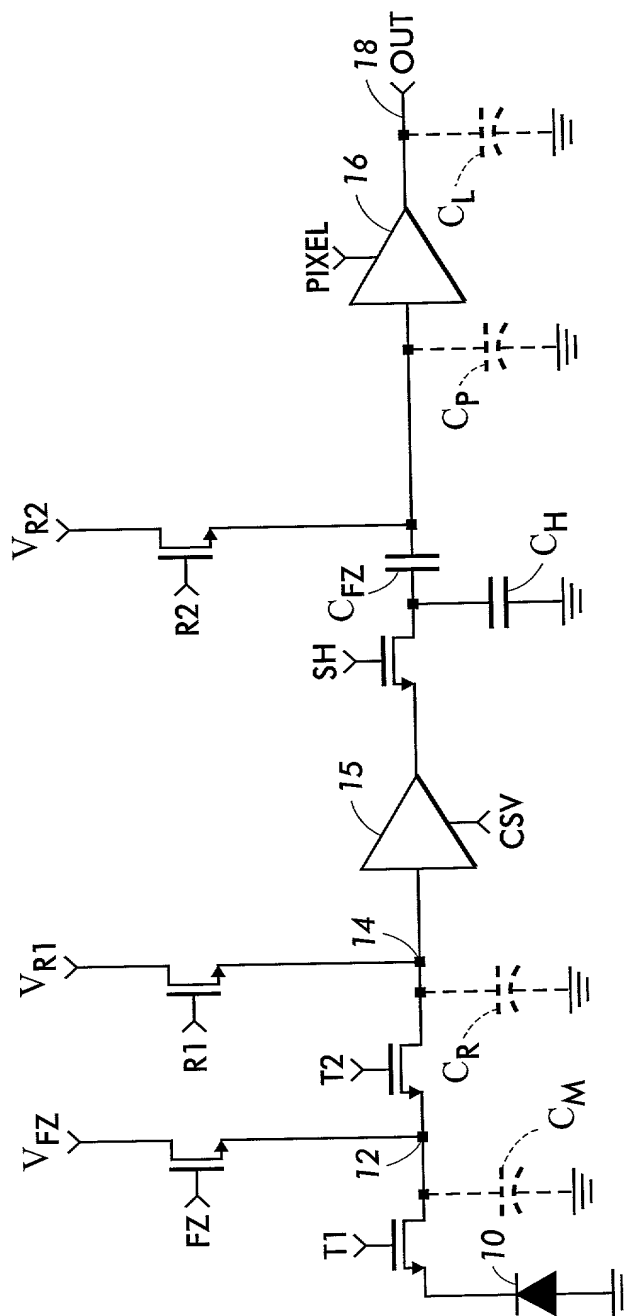 V_FZ
V_R1
V_R2
FZ
R1
R2
T1
12
T2
14
15
SH
C_FZ
PIXEL
16
18
OUT
10
C_M
C_R
CSV
C_H
C_P
C_L